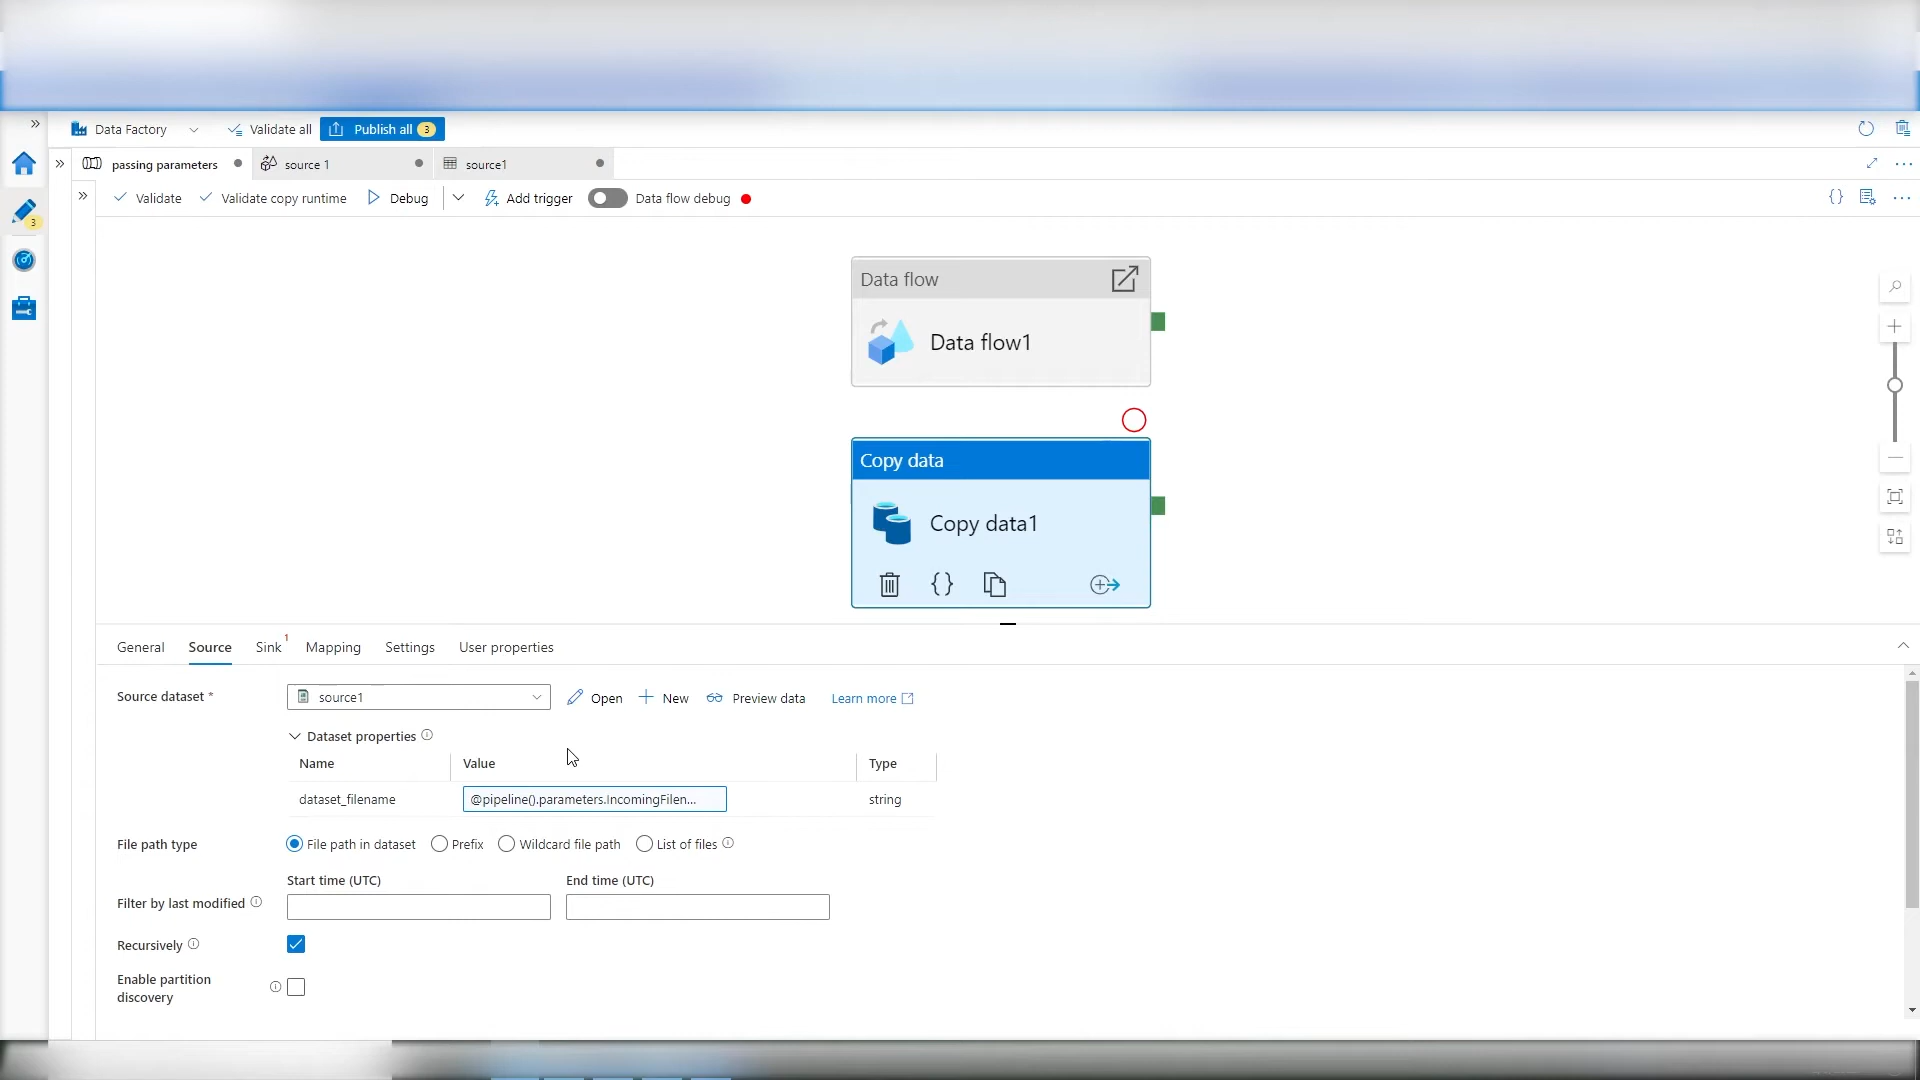 Data Factory Validate all Publish all 3
passing parameters source 1 source1
Validate Validate copy runtime Debug Add trigger Data flow debug
3
Data flow
Data flow1
Copy data
Copy data1
General Source Sink 1 Mapping Settings User properties
Source dataset * source1 Open New Preview data Learn more
Dataset properties
Name Value Type
dataset_filename @pipeline().parameters.IncomingFilen... string
File path type File path in dataset Prefix Wildcard file path List of files
Start time (UTC) End time (UTC)
Filter by last modified
Recursively
Enable partition
discovery